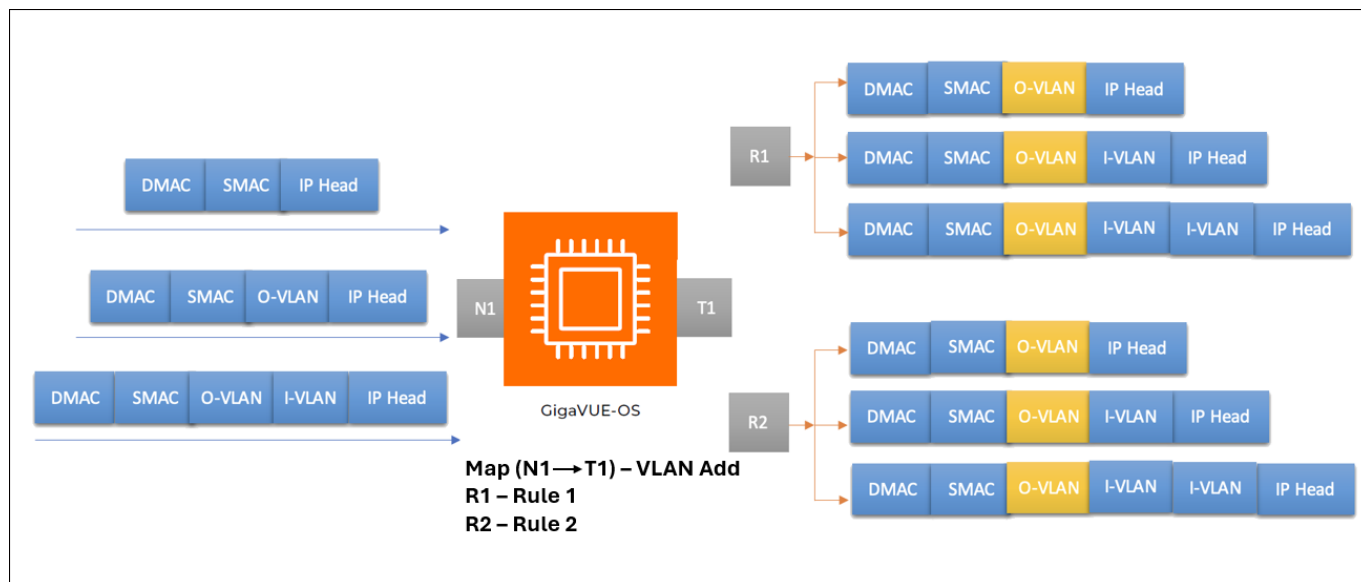 DMAC SMAC IP Head
DMAC SMAC O-VLAN IP Head
DMAC SMAC O-VLAN I-VLAN IP Head
N1
T1
GigaVUE-OS
Map (N1→T1) – VLAN Add
R1 – Rule 1
R2 – Rule 2
R1
DMAC SMAC O-VLAN IP Head
DMAC SMAC O-VLAN I-VLAN IP Head
DMAC SMAC O-VLAN I-VLAN I-VLAN IP Head
R2
DMAC SMAC O-VLAN IP Head
DMAC SMAC O-VLAN I-VLAN IP Head
DMAC SMAC O-VLAN I-VLAN I-VLAN IP Head